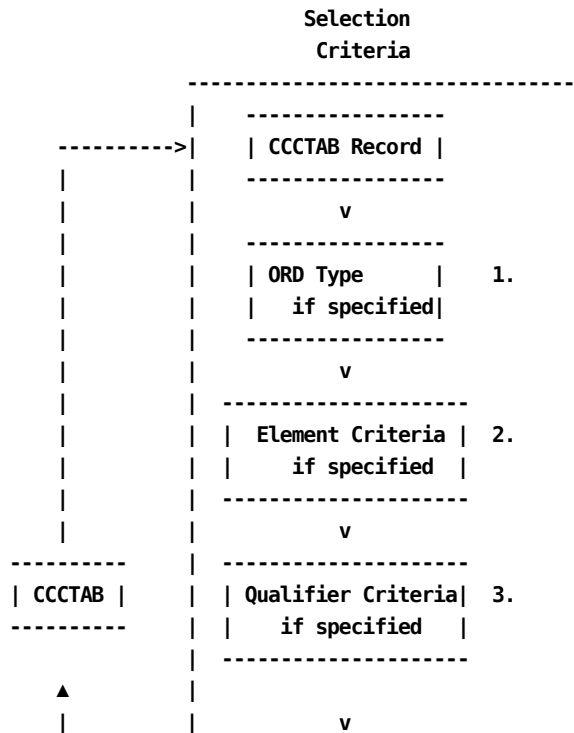 Selection
Criteria
CCCTAB Record
v
ORD Type 1.
if specified
v
Element Criteria 2.
if specified
v
CCCTAB
Qualifier Criteria 3.
if specified
v